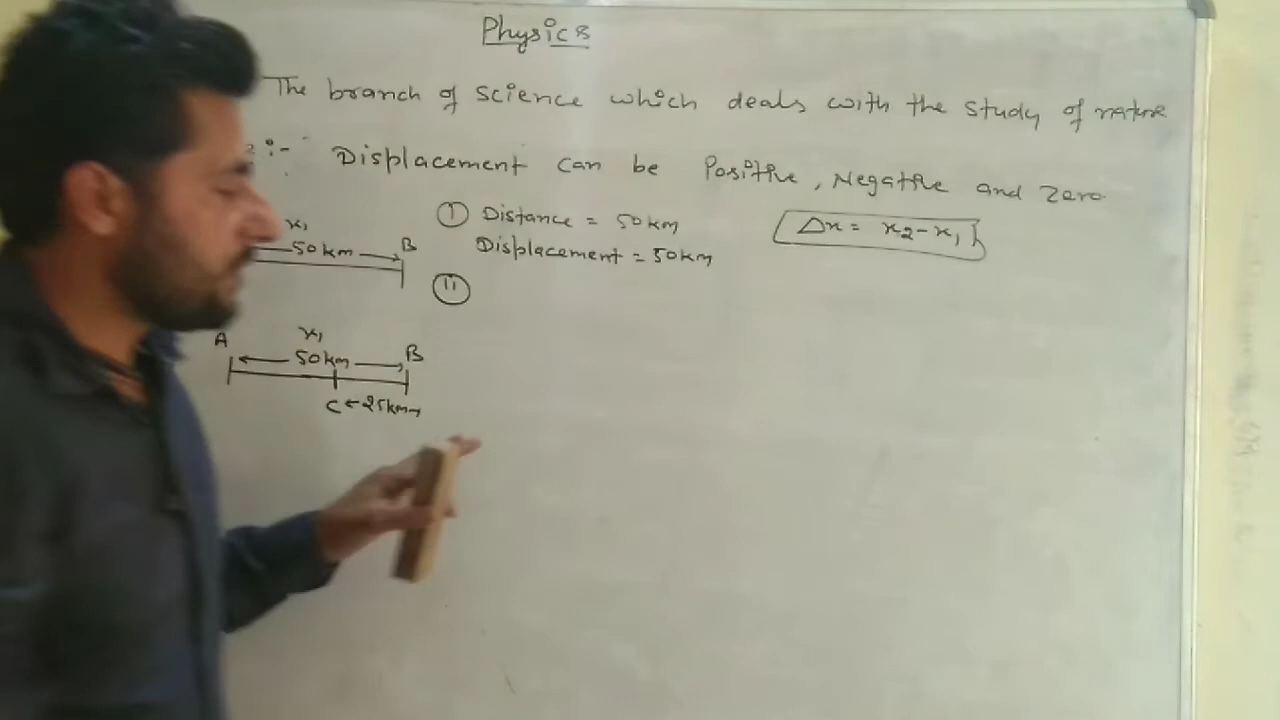 Physics
The branch of science which deals with the study of nature
:- Displacement can be Positive, Negative and Zero
① Distance = 50km
Δx = x₂-x₁
x₁
50km B
Displacement = 50km
②
A x₁ B
50km
C ←25km→